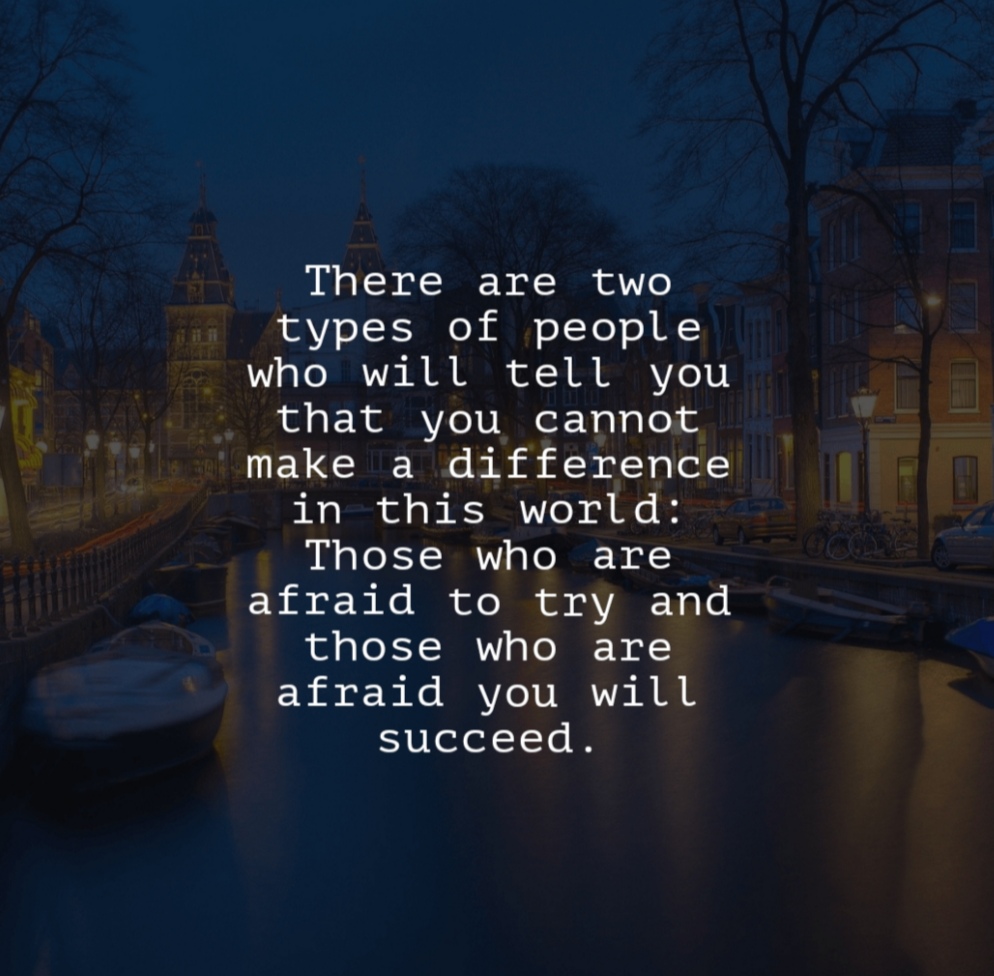 There are two
types of people
who will tell you
that you cannot
make a difference
in this world:
Those who are
afraid to try and
those who are
afraid you will
succeed.